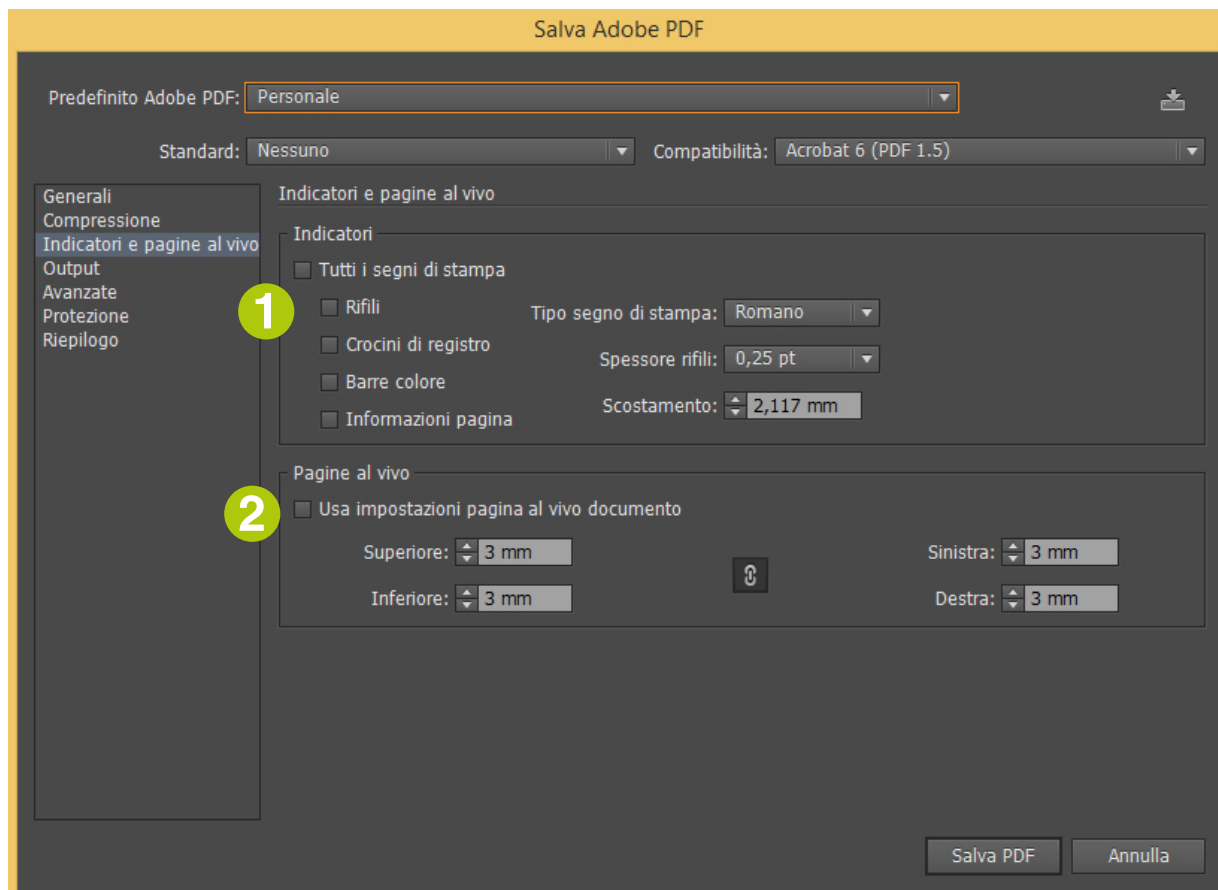 Salva Adobe PDF
Predefinito Adobe PDF: Personale
Standard: Nessuno Compatibilità: Acrobat 6 (PDF 1.5)
Generali
Compressione
Indicatori e pagine al vivo
Output
Avanzate
Protezione
Riepilogo
Indicatori e pagine al vivo
Indicatori
Tutti i segni di stampa
1
Rifili
Crocini di registro
Barre colore
Informazioni pagina
Tipo segno di stampa: Romano
Spessore rifili: 0,25 pt
Scostamento: 2,117 mm
Pagine al vivo
2
Usa impostazioni pagina al vivo documento
Superiore: 3 mm
Inferiore: 3 mm
Sinistra: 3 mm
Destra: 3 mm
Salva PDF Annulla